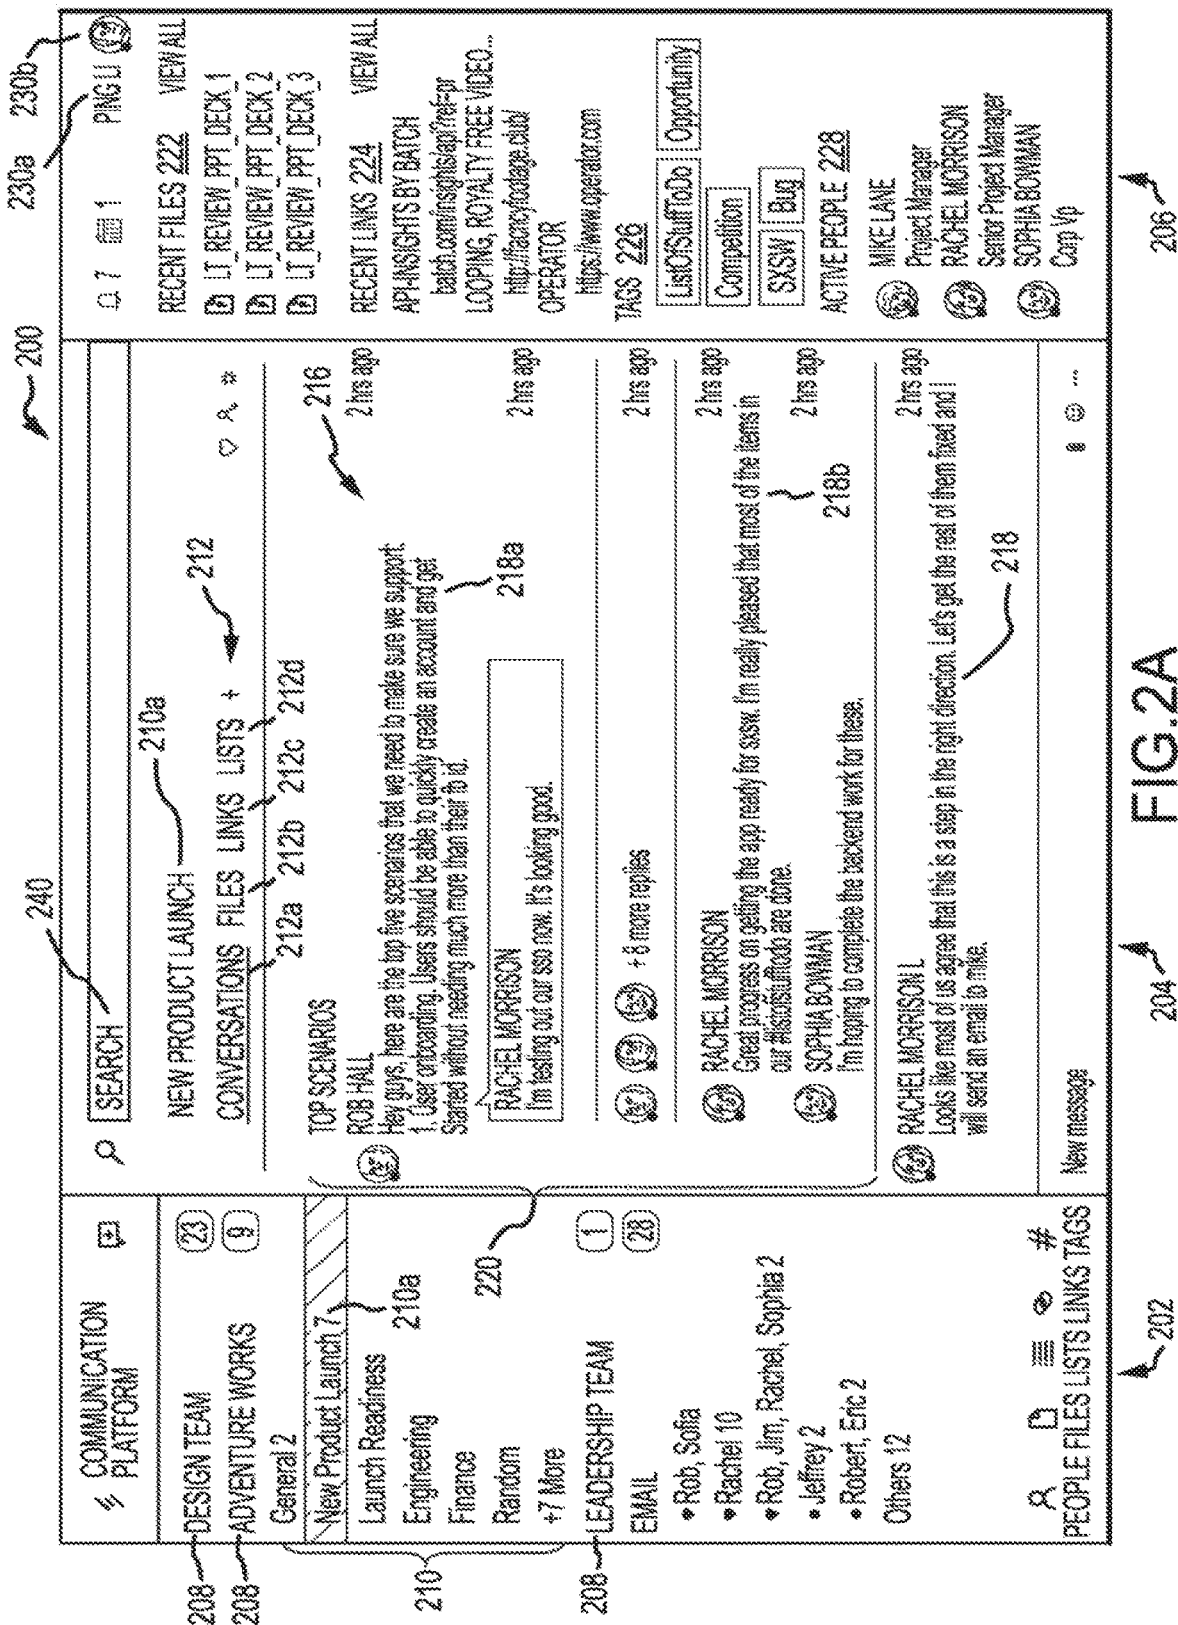 200
COMMUNICATION
PLATFORM
208 DESIGN TEAM 23
208 ADVENTURE WORKS 9
General 2
New Product Launch 7
210a
Launch Readiness
Engineering
Finance
Random
+7 More
210
208 LEADERSHIP TEAM 1
EMAIL 28
• Rob, Sofia
• Rachel 10
• Rob, Jim, Rachel, Sophia 2
• Jeffrey 2
• Robert, Eric 2
Others 12
#
PEOPLE FILES LISTS LINKS TAGS
202
240
SEARCH
NEW PRODUCT LAUNCH 210a
CONVERSATIONS FILES LINKS LISTS + 212
212a 212b 212c 212d
216
TOP SCENARIOS
ROB HALL 2 hrs ago
Hey guys, here are the top five scenarios that we need to make sure we support:
1. User onboarding. Users should be able to quickly create an account and get
Started without needing much more than their to id.
218a
RACHEL MORRISON 2 hrs ago
I'm testing out our sso now. It's looking good.
220
+ 6 more replies 2 hrs ago
RACHEL MORRISON 2 hrs ago
Great progress on getting the app ready for sxsw. I'm really pleased that most of the items in
our #listofstufftodo are done.
218b
SOPHIA BOWMAN 2 hrs ago
I'm hoping to complete the backend work for these.
RACHEL MORRISON L 2 hrs ago
Looks like most of us agree that this is a step in the right direction. Let's get the rest of them fixed and I
will send an email to mike.
218
New message ...
204
230a 230b
7 1 PING LI
RECENT FILES 222 VIEW ALL
LT_REVIEW_PPT_DECK_1
LT_REVIEW_PPT_DECK_2
LT_REVIEW_PPT_DECK_3
RECENT LINKS 224 VIEW ALL
API INSIGHTS BY BATCH
batch.com/insights/api?ref=pr
LOOPING, ROYALTY FREE VIDEO...
http://fancyfootage.club/
OPERATOR
https://www.operator.com
TAGS 226
ListOfStuffToDo Opportunity
Competition
SXSW Bug
ACTIVE PEOPLE 228
MIKE LANE
Project Manager
RACHEL MORRISON
Senior Project Manager
SOPHIA BOWMAN
Corp Vp
206
FIG.2A